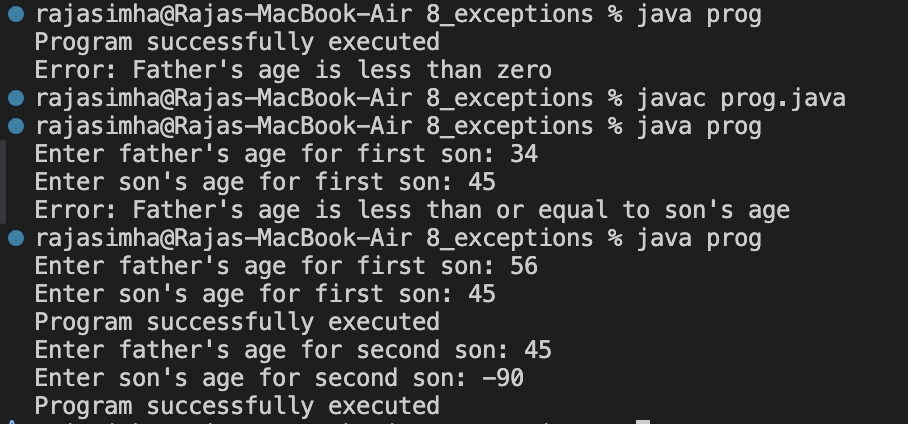 rajasimha@Rajas-MacBook-Air 8_exceptions % java prog
Program successfully executed
Error: Father's age is less than zero
rajasimha@Rajas-MacBook-Air 8_exceptions % javac prog.java
rajasimha@Rajas-MacBook-Air 8_exceptions % java prog
Enter father's age for first son: 34
Enter son's age for first son: 45
Error: Father's age is less than or equal to son's age
rajasimha@Rajas-MacBook-Air 8_exceptions % java prog
Enter father's age for first son: 56
Enter son's age for first son: 45
Program successfully executed
Enter father's age for second son: 45
Enter son's age for second son: -90
Program successfully executed